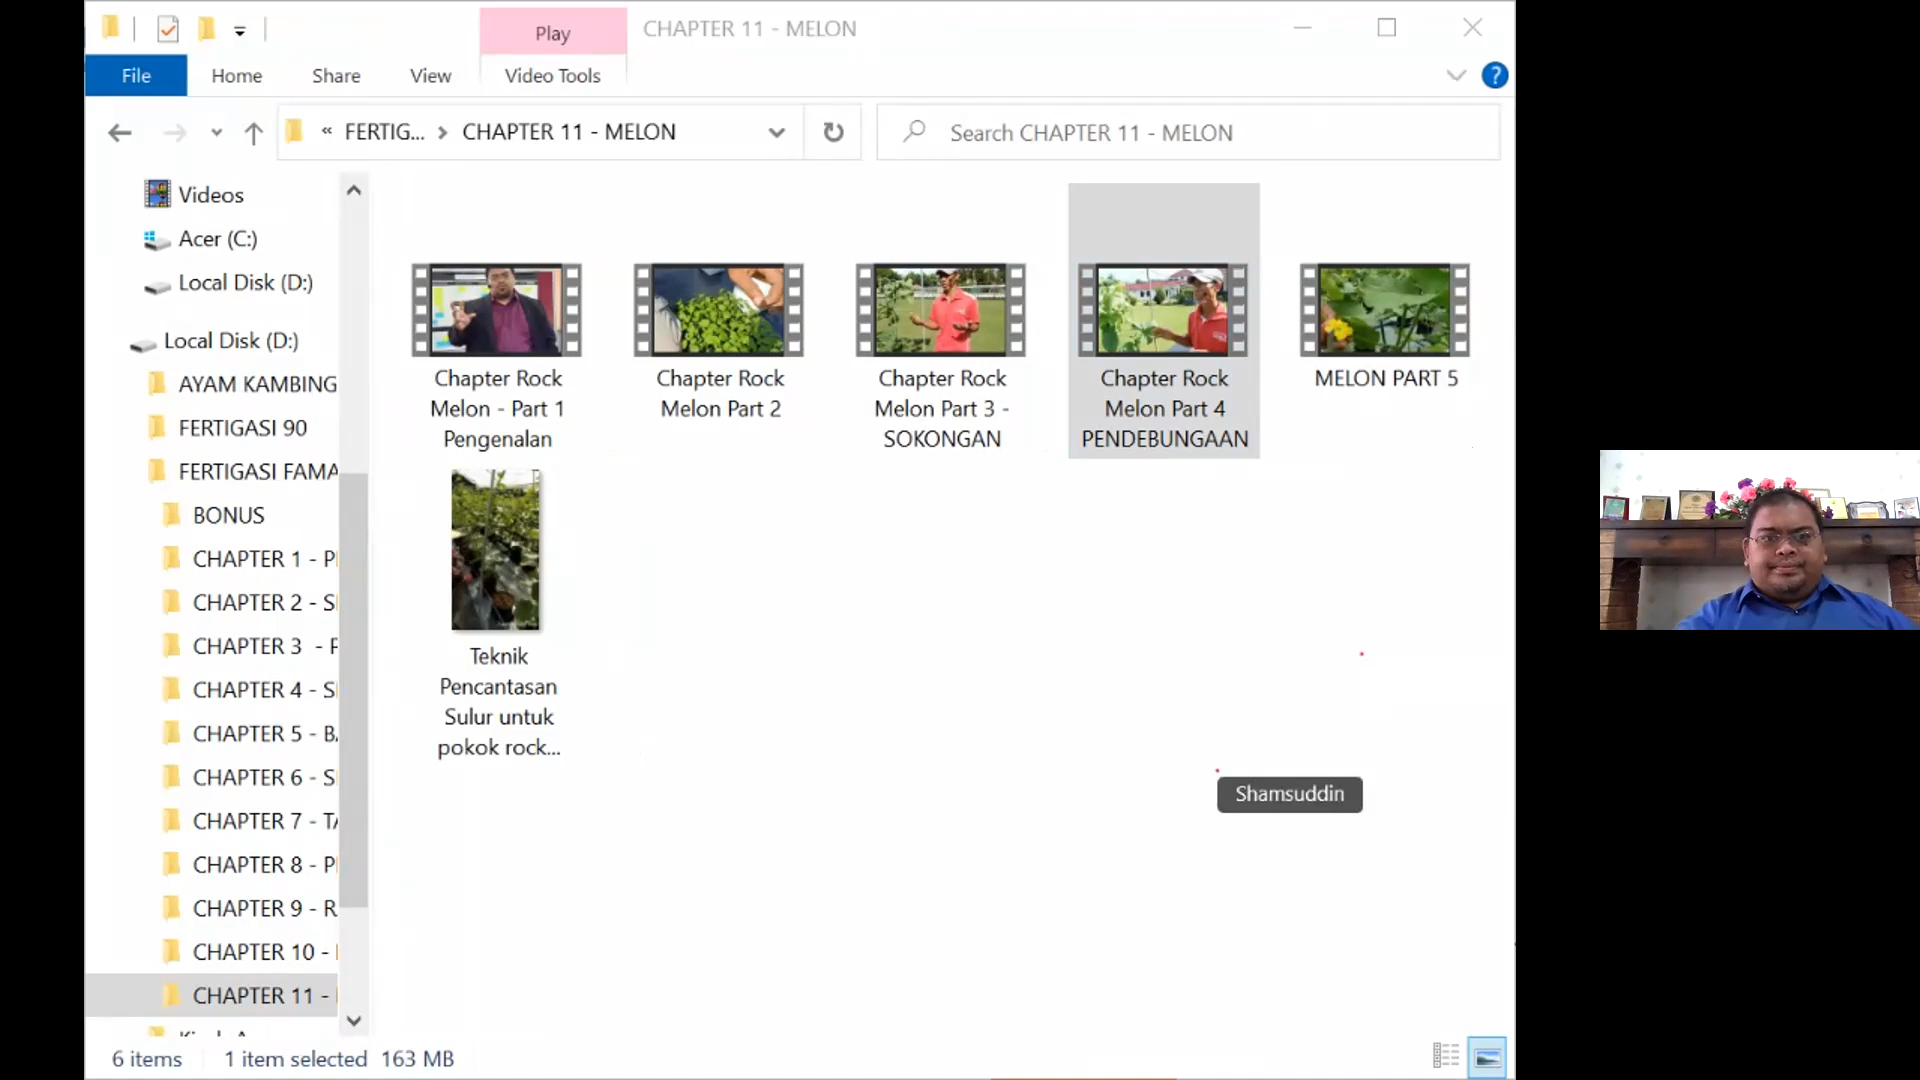 Play
CHAPTER 11 - MELON
File
Home
Share
View
Video Tools
« FERTIG... > CHAPTER 11 - MELON
Search CHAPTER 11 - MELON
Videos
Acer (C:)
Local Disk (D:)
Local Disk (D:)
AYAM KAMBING
FERTIGASI 90
FERTIGASI FAMA
BONUS
CHAPTER 1 - P
CHAPTER 2 - S
CHAPTER 3 - F
CHAPTER 4 - S
CHAPTER 5 - B
CHAPTER 6 - S
CHAPTER 7 - TA
CHAPTER 8 - P
CHAPTER 9 - R
CHAPTER 10 -
CHAPTER 11 -
Chapter Rock
Melon - Part 1
Pengenalan
Chapter Rock
Melon Part 2
Chapter Rock
Melon Part 3 -
SOKONGAN
Chapter Rock
Melon Part 4
PENDEBUNGAAN
MELON PART 5
Teknik
Pencantasan
Sulur untuk
pokok rock...
Shamsuddin
6 items
1 item selected 163 MB